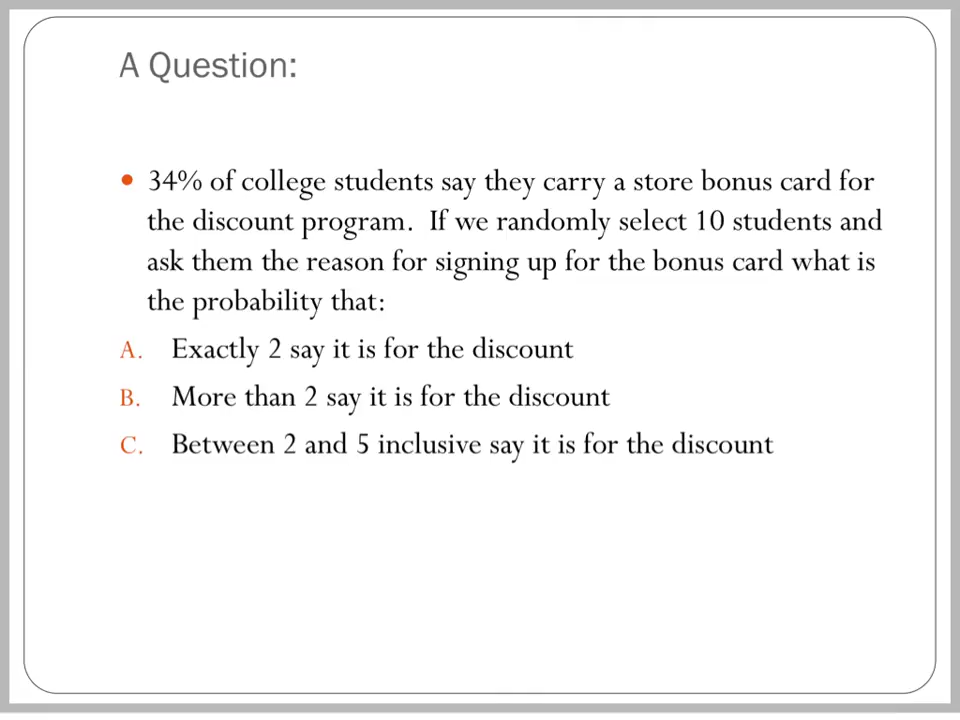 A Question:
• 34% of college students say they carry a store bonus card for
the discount program.  If we randomly select 10 students and
ask them the reason for signing up for the bonus card what is
the probability that:
A. Exactly 2 say it is for the discount
B. More than 2 say it is for the discount
C. Between 2 and 5 inclusive say it is for the discount